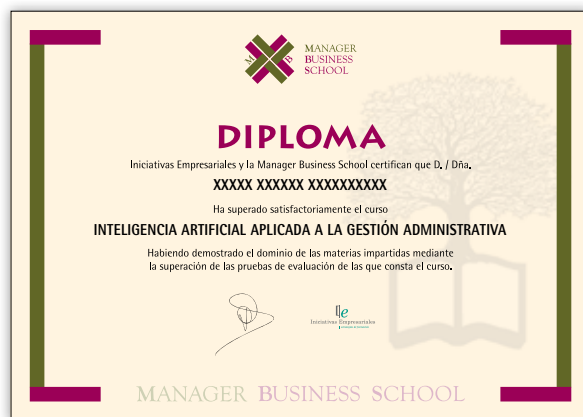 M B
MANAGER
BUSINESS
SCHOOL
DIPLOMA
Iniciativas Empresariales y la Manager Business School certifican que D. / Dña.
XXXXX XXXXXX XXXXXXXXXX
Ha superado satisfactoriamente el curso
INTELIGENCIA ARTIFICIAL APLICADA A LA GESTIÓN ADMINISTRATIVA
Habiendo demostrado el dominio de las materias impartidas mediante
la superación de las pruebas de evaluación de las que consta el curso.
Iniciativas Empresariales
MANAGER BUSINESS SCHOOL